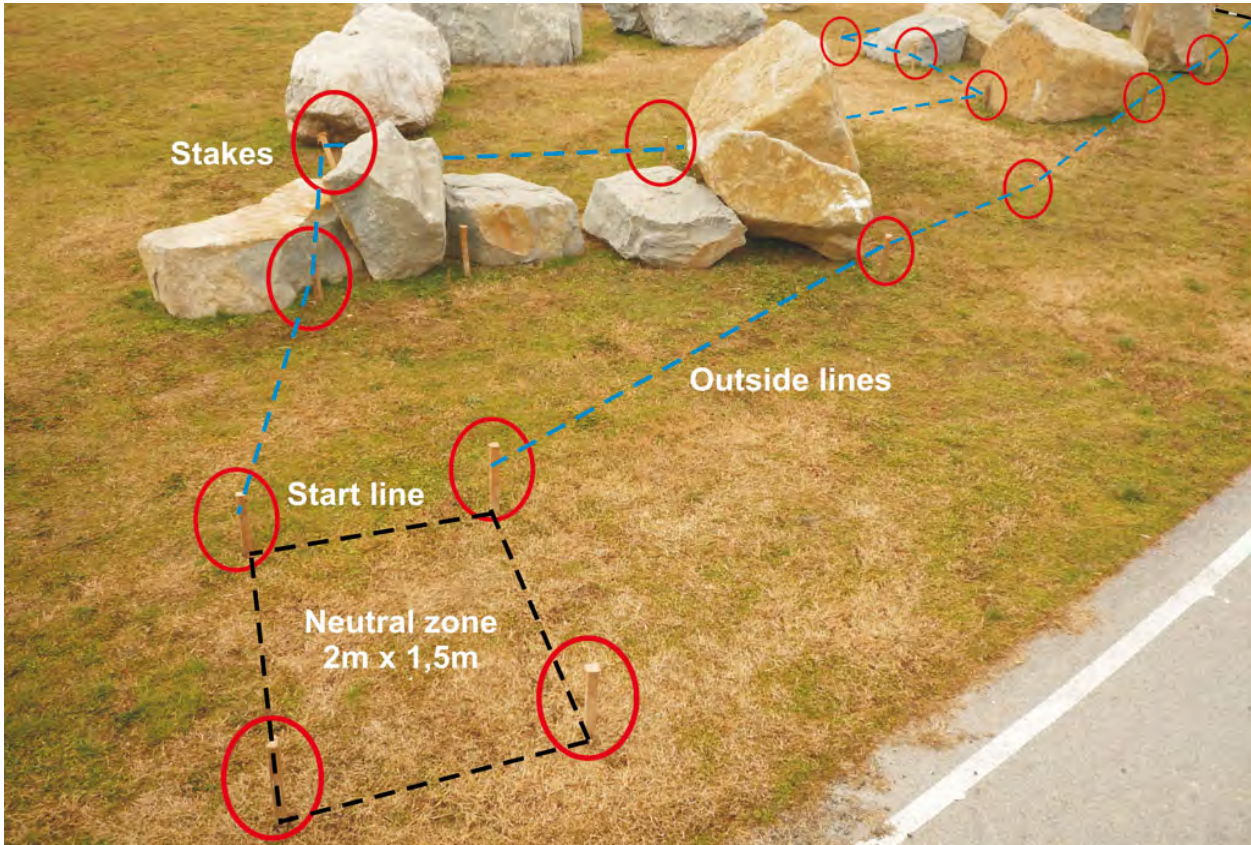 Stakes
Outside lines
Start line
Neutral zone
2m x 1,5m